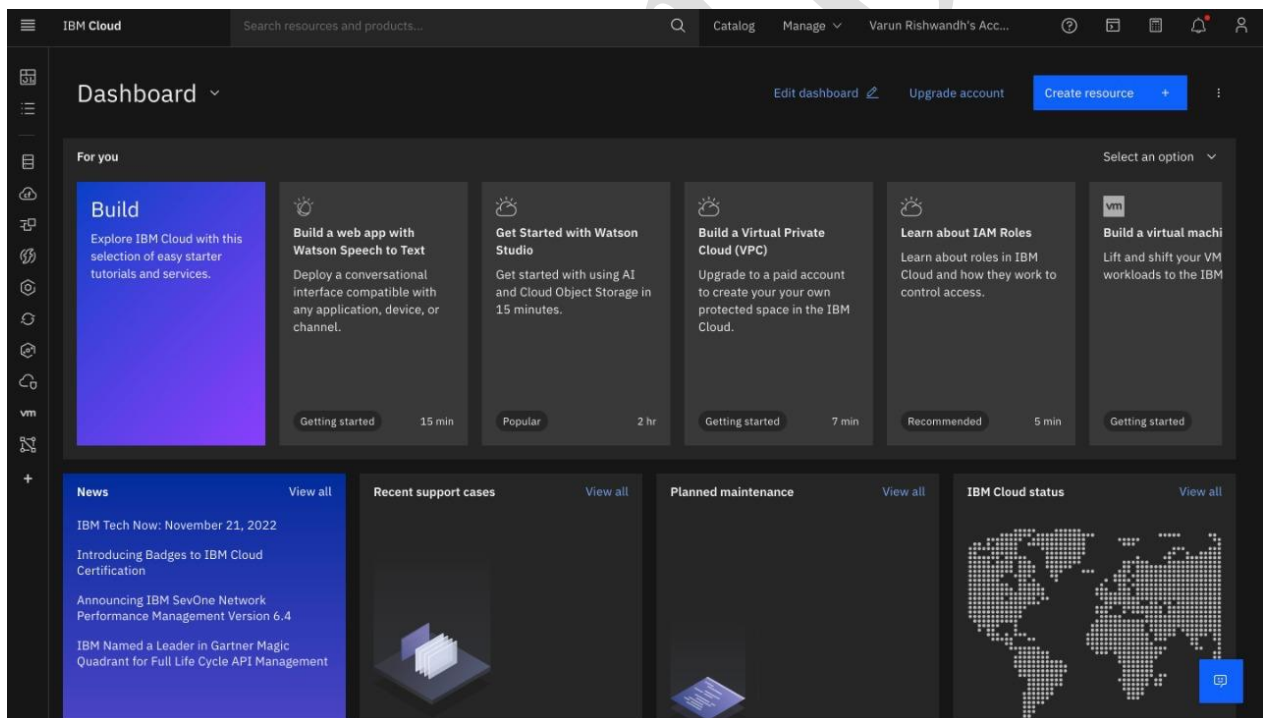 IBM Cloud
Search resources and products...
Catalog
Manage
Varun Rishwandh's Acc...
Dashboard
Edit dashboard
Upgrade account
Create resource +
For you
Select an option
Build
Explore IBM Cloud with this
selection of easy starter
tutorials and services.
Build a web app with
Watson Speech to Text
Deploy a conversational
interface compatible with
any application, device, or
channel.
Getting started
15 min
Get Started with Watson
Studio
Get started with using AI
and Cloud Object Storage in
15 minutes.
Popular
2 hr
Build a Virtual Private
Cloud (VPC)
Upgrade to a paid account
to create your your own
protected space in the IBM
Cloud.
Getting started
7 min
Learn about IAM Roles
Learn about roles in IBM
Cloud and how they work to
control access.
Recommended
5 min
vm
Build a virtual machi
Lift and shift your VM
workloads to the IBM
Getting started
vm
+
News
View all
IBM Tech Now: November 21, 2022
Introducing Badges to IBM Cloud
Certification
Announcing IBM SevOne Network
Performance Management Version 6.4
IBM Named a Leader in Gartner Magic
Quadrant for Full Life Cycle API Management
Recent support cases
View all
Planned maintenance
View all
IBM Cloud status
View all